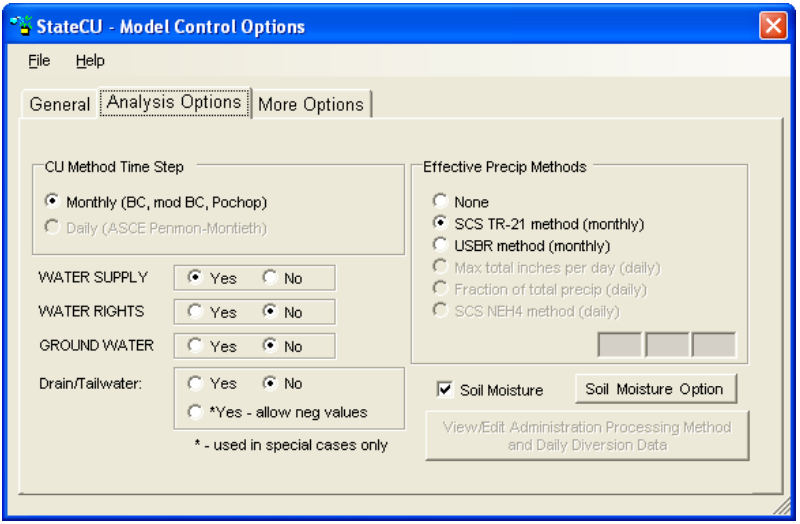 StateCU - Model Control Options
File Help
General Analysis Options More Options
CU Method Time Step
Monthly (BC, mod BC, Pochop)
Daily (ASCE Penmon-Montieth)
WATER SUPPLY Yes No
WATER RIGHTS Yes No
GROUND WATER Yes No
Drain/Tailwater: Yes No
*Yes - allow neg values
* - used in special cases only
Effective Precip Methods
None
SCS TR-21 method (monthly)
USBR method (monthly)
Max total inches per day (daily)
Fraction of total precip (daily)
SCS NEH4 method (daily)
Soil Moisture Soil Moisture Option
View/Edit Administration Processing Method
and Daily Diversion Data